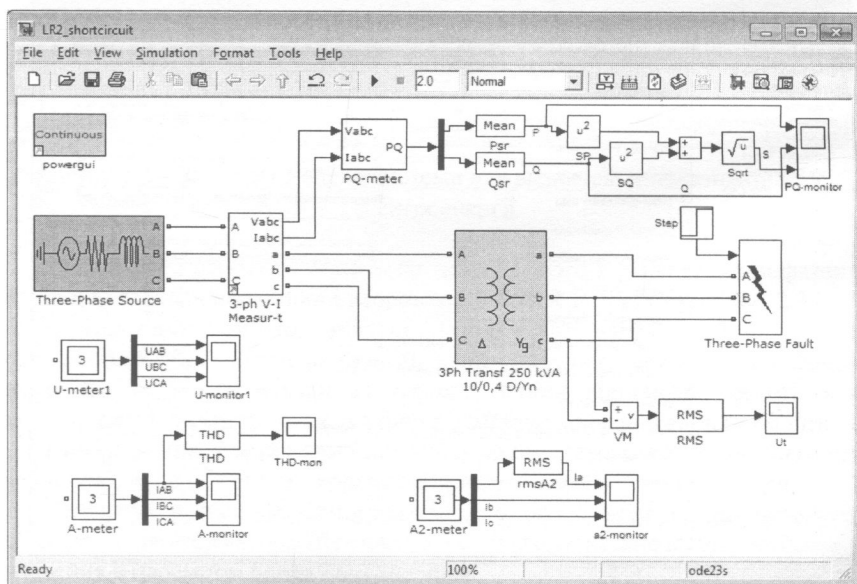 LR2_shortcircuit
File Edit View Simulation Format Tools Help
2.0 Normal
Continuous
powergui
Vabc
Iabc
PQ
PQ-meter
Mean
Psr
P
Mean
Qsr
Q
u²
SP
u²
SQ
+
+
√u
Sqrt
S
Q
PQ-monitor
A
B
C
Three-Phase Source
A
B
C
Vabc
Iabc
a
b
c
3-ph V-I
Measur-t
A
B
C
a
b
c
Δ
Yg
3Ph Transf 250 kVA
10/0,4 D/Yn
Step
A
B
C
Three-Phase Fault
3
U-meter1
UAB
UBC
UCA
U-monitor1
+
-
v
VM
RMS
RMS
Ut
THD
THD
THD-mon
3
A-meter
IAB
IBC
ICA
A-monitor
3
A2-meter
RMS
rmsA2
Ia
Ib
Ic
a2-monitor
Ready 100% ode23s